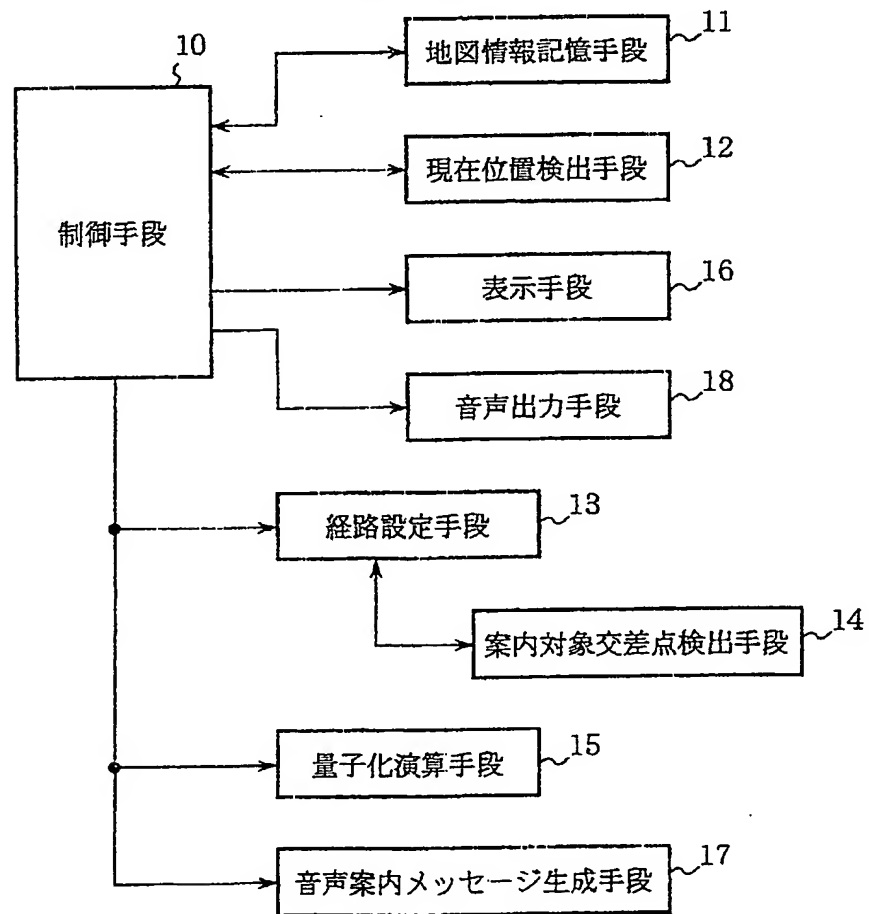 10
制御手段
地図情報記憶手段
11
現在位置検出手段
12
表示手段
16
音声出力手段
18
経路設定手段
13
案内対象交差点検出手段
14
量子化演算手段
15
音声案内メッセージ生成手段
17